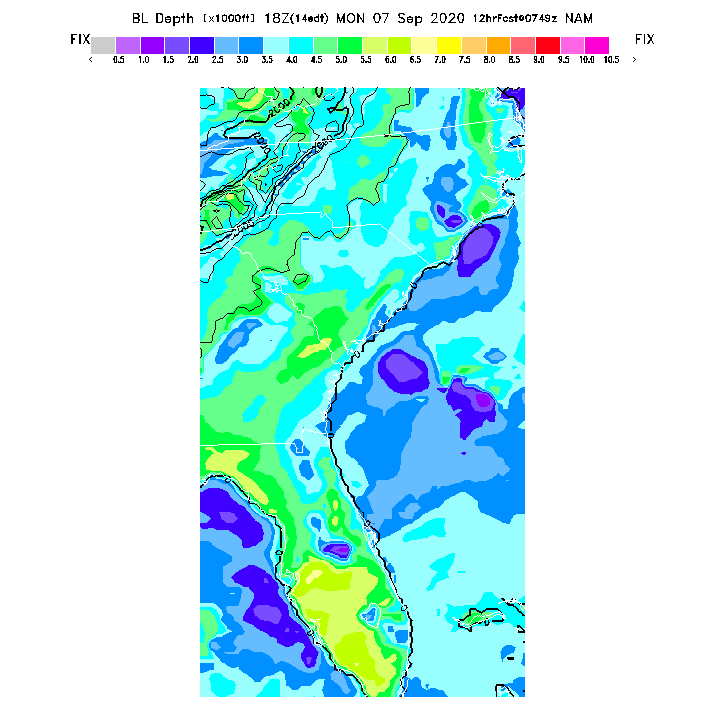 BL Depth [x1000ft] 18Z(14edt) MON 07 Sep 2020 12hrFcst@0749z NAM
FIX FIX
< 0.5 1.0 1.5 2.0 2.5 3.0 3.5 4.0 4.5 5.0 5.5 6.0 6.5 7.0 7.5 8.0 8.5 9.0 9.5 10.0 10.5 >
2000